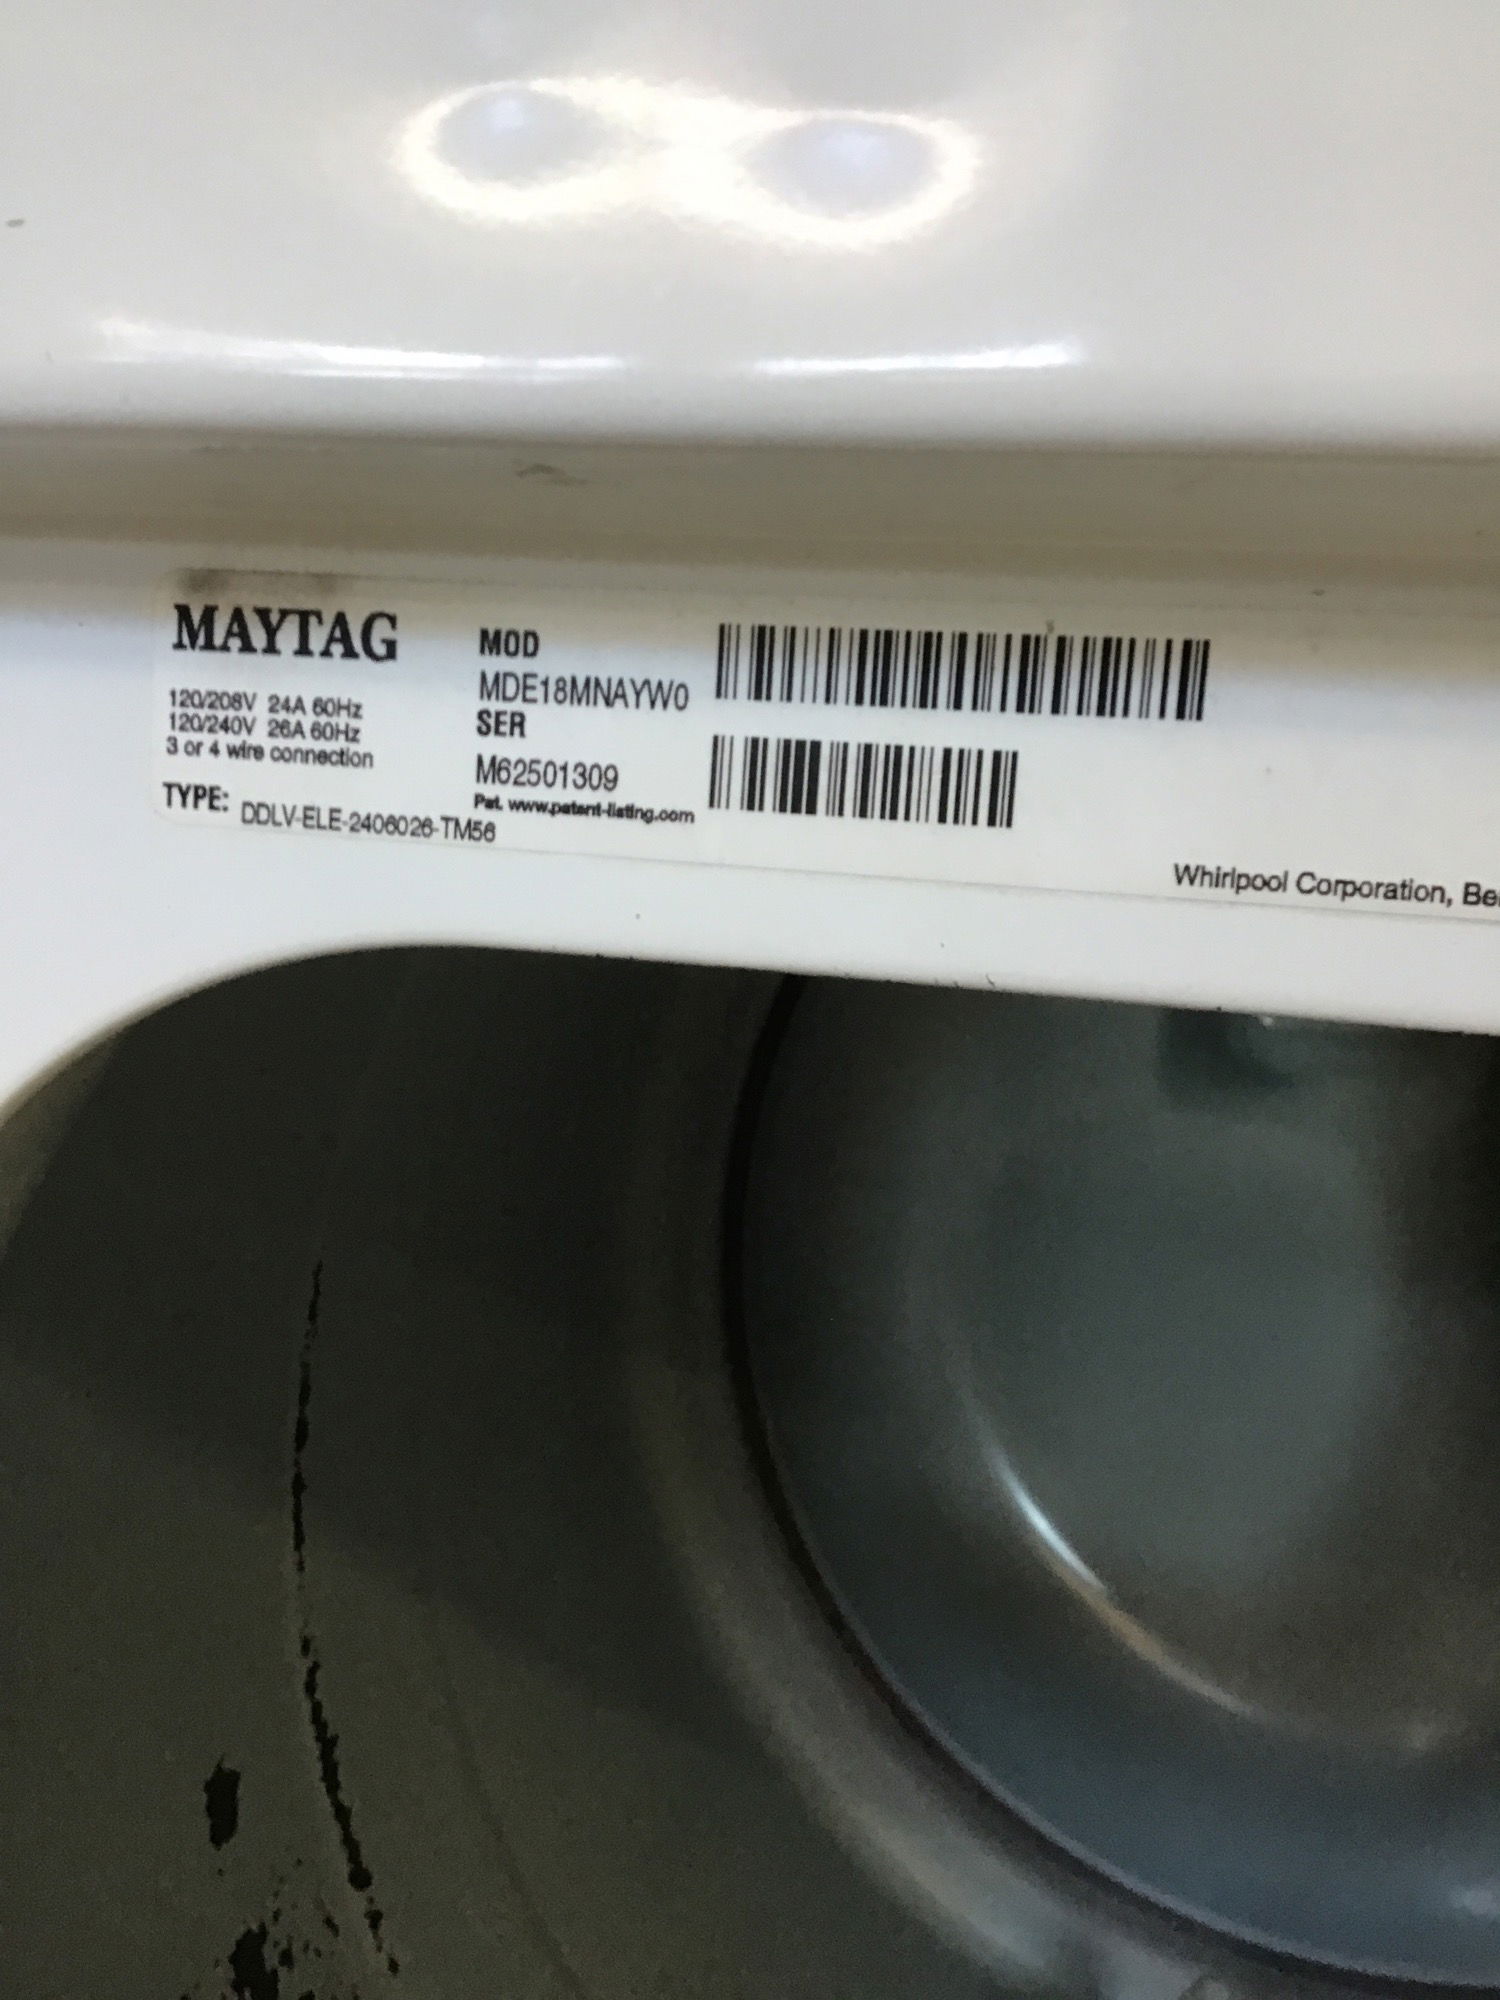 MAYTAG
120/208V 24A 60Hz
120/240V 26A 60Hz
3 or 4 wire connection
TYPE: DDLV-ELE-2406026-TM56
MOD
MDE18MNAYW0
SER
M62501309
Pat. www.patent-listing.com
Whirlpool Corporation,